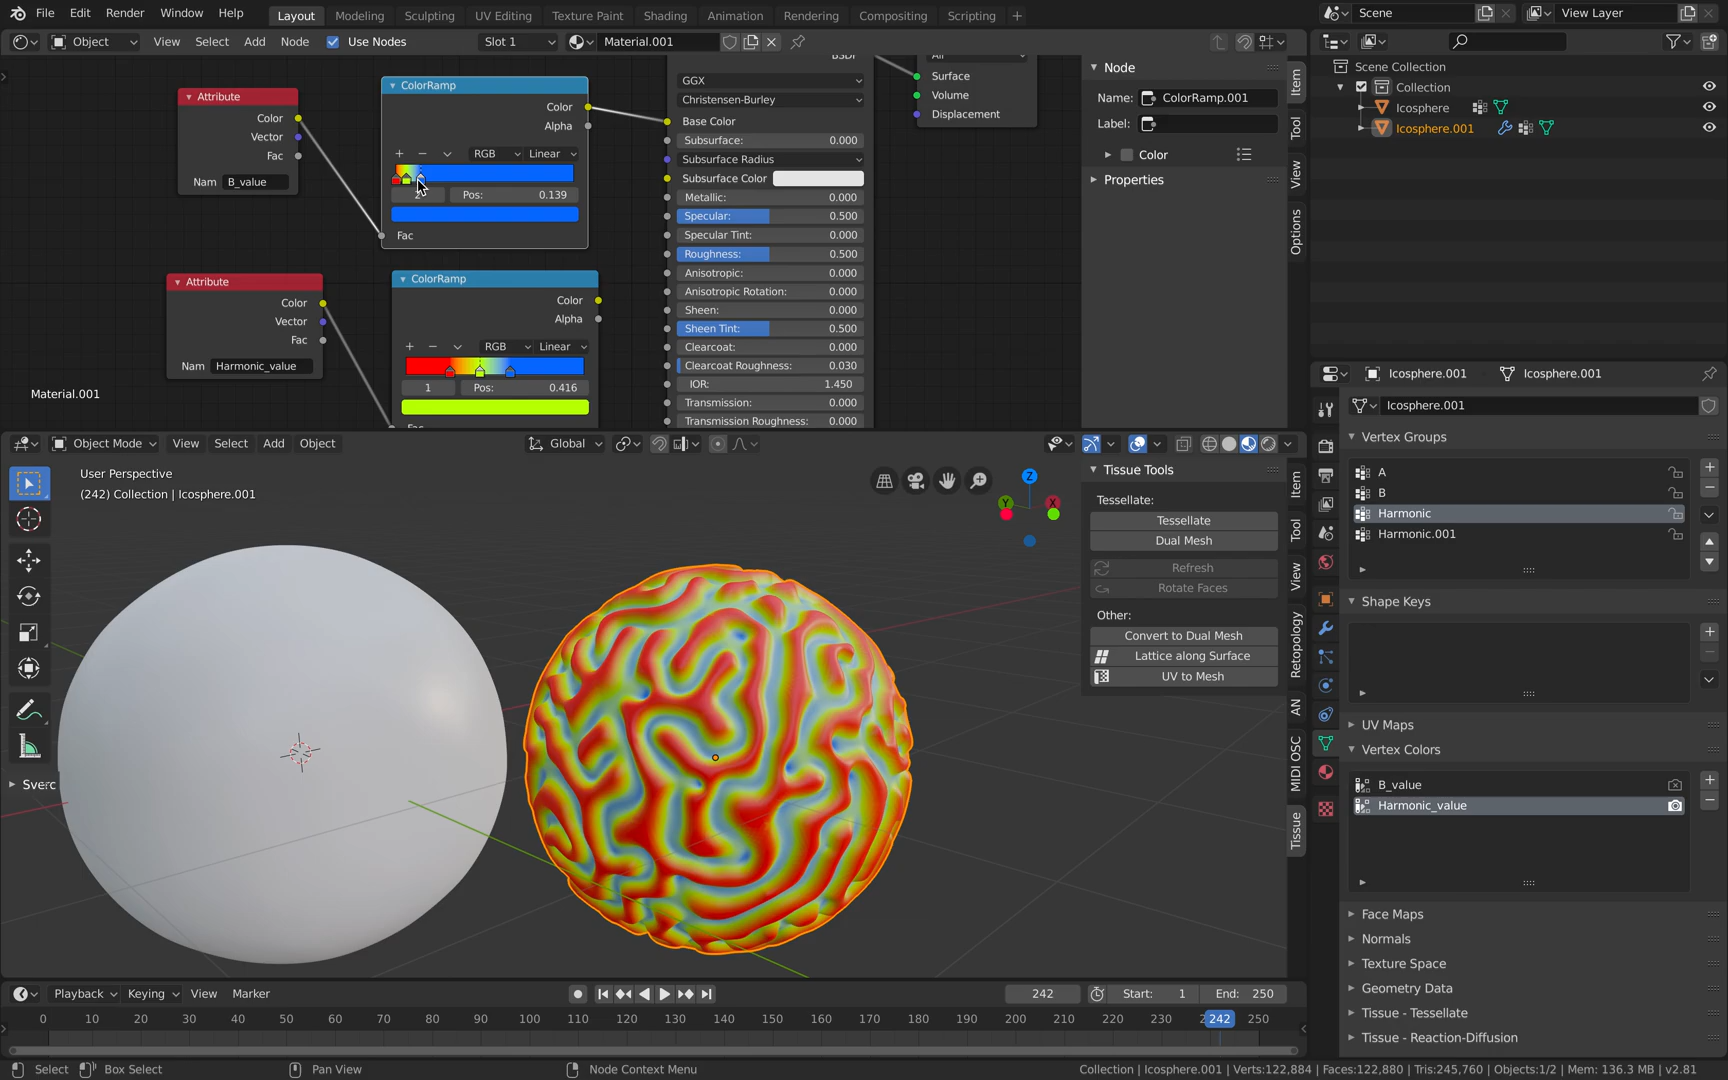 File Edit Render Window Help Layout Modeling Sculpting UV Editing Texture Paint Shading Animation Rendering Compositing Scripting + Scene View Layer
Object View Select Add Node Use Nodes Slot 1 Material.001
Attribute
Color
Vector
Fac
Nam B_value
ColorRamp
Color
Alpha
RGB Linear
2 Pos: 0.139
Fac
Attribute
Color
Vector
Fac
Nam Harmonic_value
ColorRamp
Color
Alpha
RGB Linear
1 Pos: 0.416
Fac
Material.001
BSDF
GGX
Christensen-Burley
Base Color
Subsurface: 0.000
Subsurface Radius
Subsurface Color
Metallic: 0.000
Specular: 0.500
Specular Tint: 0.000
Roughness: 0.500
Anisotropic: 0.000
Anisotropic Rotation: 0.000
Sheen: 0.000
Sheen Tint: 0.500
Clearcoat: 0.000
Clearcoat Roughness: 0.030
IOR: 1.450
Transmission: 0.000
Transmission Roughness: 0.000
All
Surface
Volume
Displacement
Node
Name: ColorRamp.001
Label:
Color
Properties
Item
Tool
View
Options
Scene Collection
Collection
Icosphere
Icosphere.001
Object Mode View Select Add Object Global
User Perspective
(242) Collection | Icosphere.001
Z
Y
X
Sverc
Tissue Tools
Tessellate:
Tessellate
Dual Mesh
Refresh
Rotate Faces
Other:
Convert to Dual Mesh
Lattice along Surface
UV to Mesh
Item
Tool
View
Retopology
AN
MIDI OSC
Tissue
Icosphere.001 Icosphere.001
Icosphere.001
Vertex Groups
A
B
Harmonic
Harmonic.001
Shape Keys
UV Maps
Vertex Colors
B_value
Harmonic_value
Face Maps
Normals
Texture Space
Geometry Data
Tissue - Tessellate
Tissue - Reaction-Diffusion
Playback Keying View Marker 242 Start: 1 End: 250
0 10 20 30 40 50 60 70 80 90 100 110 120 130 140 150 160 170 180 190 200 210 220 230 242 250
Select Box Select Pan View Node Context Menu Collection | Icosphere.001 | Verts:122,884 | Faces:122,880 | Tris:245,760 | Objects:1/2 | Mem: 136.3 MB | v2.81